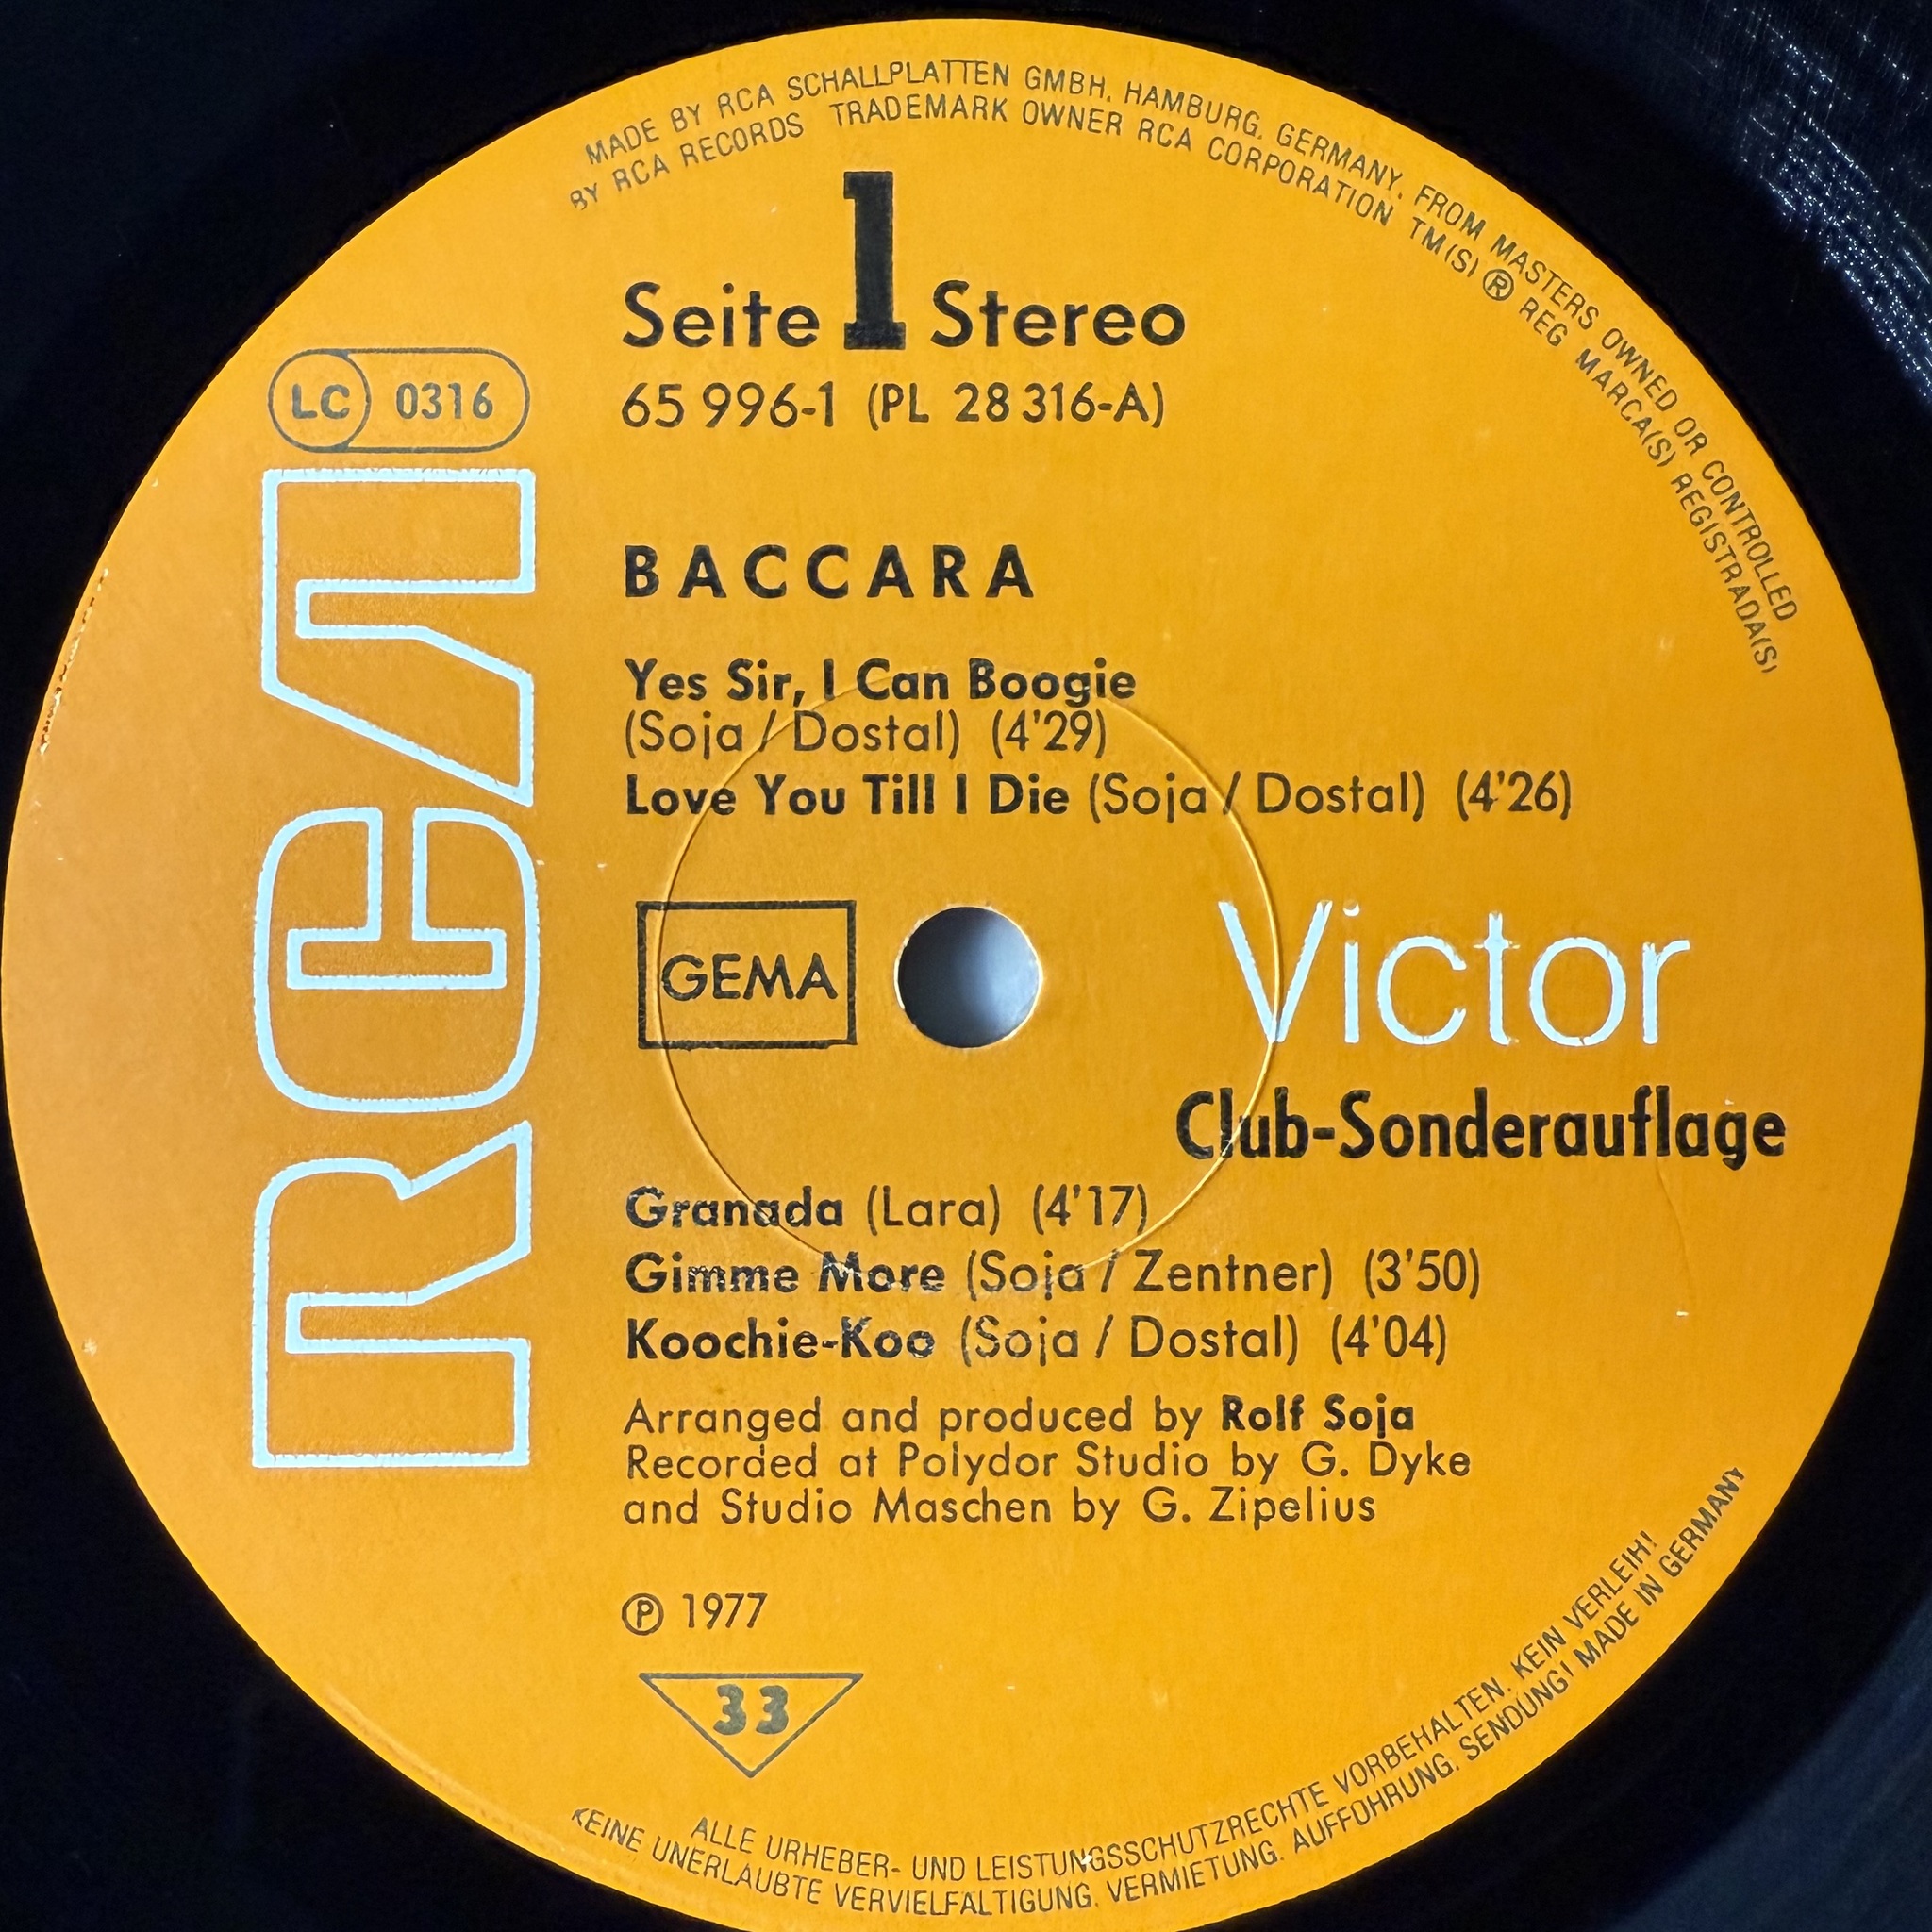 MADE BY RCA SCHALLPLATTEN GMBH, HAMBURG, GERMANY, FROM MASTERS OWNED OR CONTROLLED
BY RCA RECORDS TRADEMARK OWNER RCA CORPORATION TM(S) ® REG MARCA(S) REGISTRADA(S)
Seite 1 Stereo
LC 0316
65 996-1 (PL 28 316-A)
RCA
BACCARA
Yes Sir, I Can Boogie
(Soja / Dostal) (4'29)
Love You Till I Die (Soja / Dostal) (4'26)
GEMA
Victor
Club-Sonderauflage
Granada (Lara) (4'17)
Gimme More (Soja / Zentner) (3'50)
Koochie-Koo (Soja / Dostal) (4'04)
Arranged and produced by Rolf Soja
Recorded at Polydor Studio by G. Dyke
and Studio Maschen by G. Zipelius
℗ 1977
33
ALLE URHEBER- UND LEISTUNGSSCHUTZRECHTE VORBEHALTEN. KEIN VERLEIH!
KEINE UNERLAUBTE VERVIELFÄLTIGUNG, VERMIETUNG, AUFFÜHRUNG, SENDUNG! MADE IN GERMANY